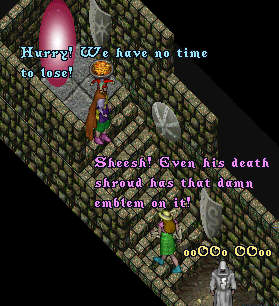 Hurry! We have no time
to lose!
Sheesh! Even his death
shroud has that damn
emblem on it!
ooOOo OOoo